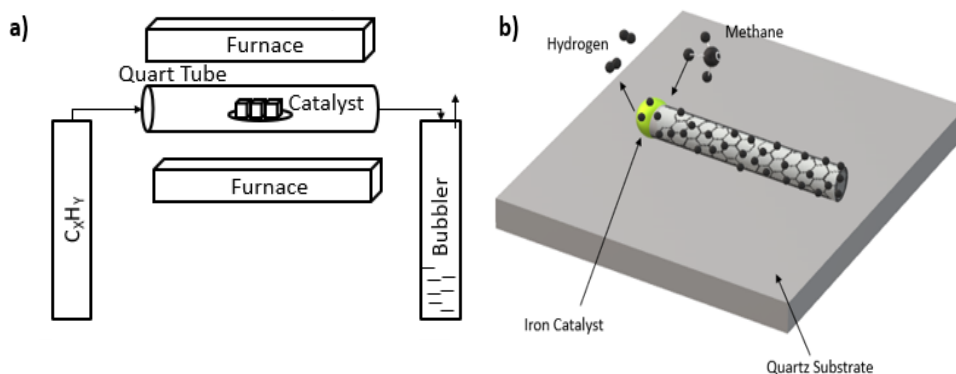 a)
Furnace
Quart Tube
Catalyst
Furnace
CXHY
Bubbler
b)
Hydrogen
Methane
Iron Catalyst
Quartz Substrate